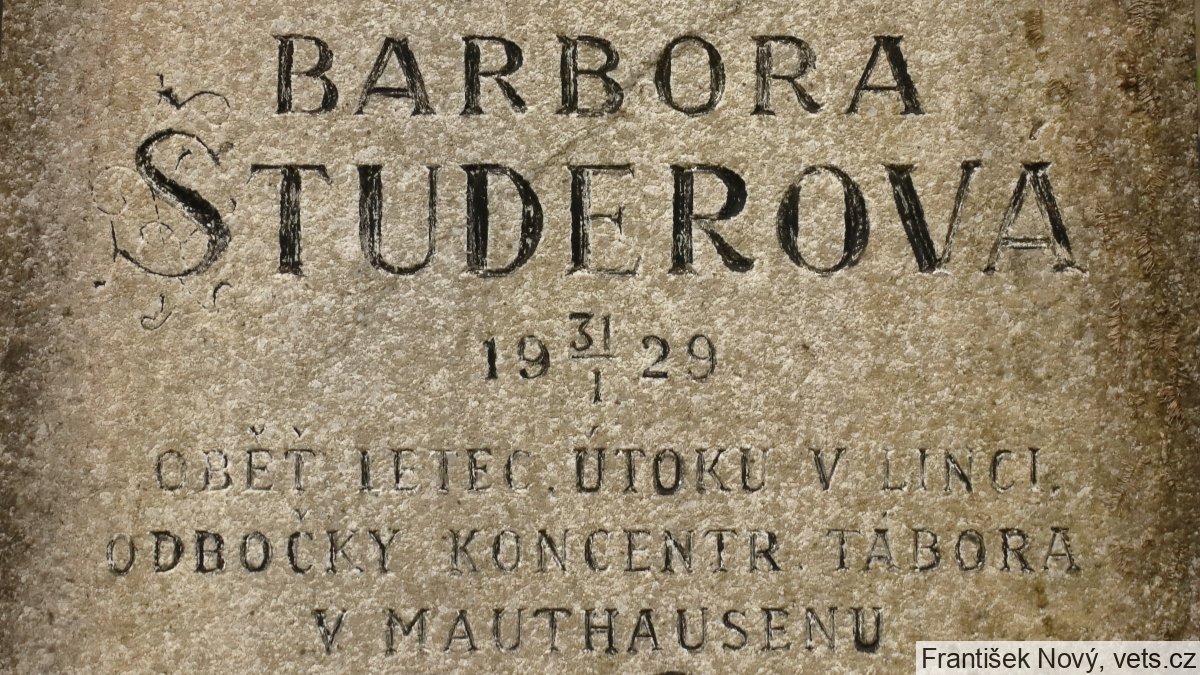 BARBORA
ŠTUDEROVÁ
19 31/1 29
OBĚŤ LETEC. ÚTOKU V LINCI,
ODBOČKY KONCENTR. TÁBORA
V MAUTHAUSENU
František Nový, vets.cz